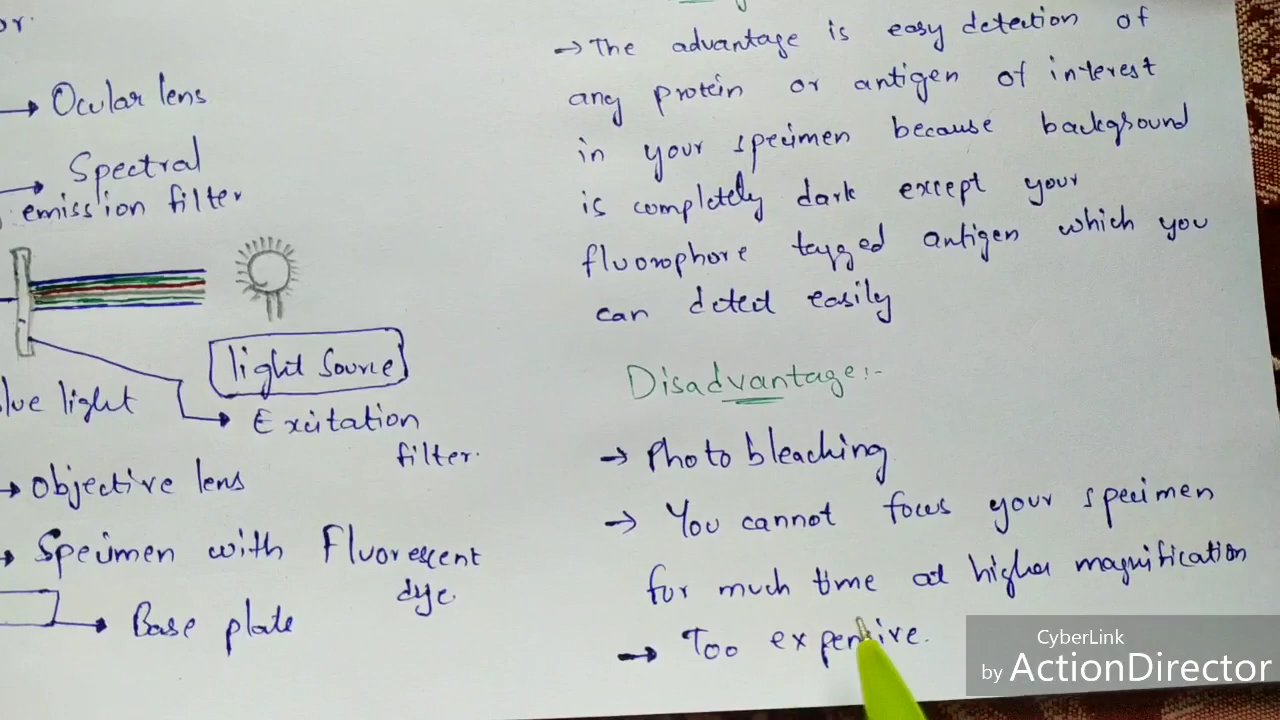 or.
Ocular lens
Spectral
emission filter
light Source
light
Excitation
filter.
Objective lens
Specimen with Fluorescent
dye.
Base plate
→ The advantage is easy detection of
any protein or antigen of interest
in your specimen because background
is completely dark except your
fluorophore tagged antigen which you
can detect easily
Disadvantage:-
→ Photo bleaching
→ You cannot focus your specimen
for much time at higher magnification
→ Too expensive.
CyberLink
by ActionDirector